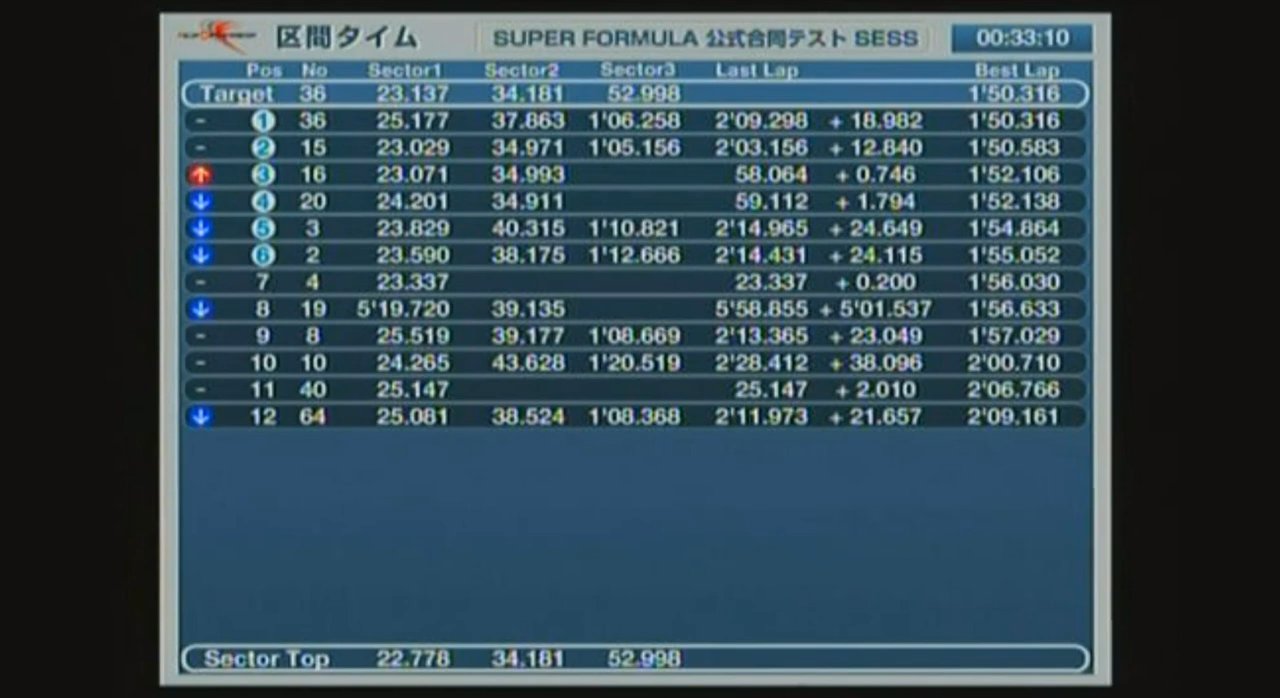 区間タイム SUPER FORMULA 公式合同テスト SESS 00:33:10
Pos No Sector1 Sector2 Sector3 Last Lap Best Lap
Target 36 23.137 34.181 52.998 1'50.316
- 1 36 25.177 37.863 1'06.258 2'09.298 + 18.982 1'50.316
- 2 15 23.029 34.971 1'05.156 2'03.156 + 12.840 1'50.583
↑ 3 16 23.071 34.993 58.064 + 0.746 1'52.106
↓ 4 20 24.201 34.911 59.112 + 1.794 1'52.138
↓ 5 3 23.829 40.315 1'10.821 2'14.965 + 24.649 1'54.864
↓ 6 2 23.590 38.175 1'12.666 2'14.431 + 24.115 1'55.052
- 7 4 23.337 23.337 + 0.200 1'56.030
↓ 8 19 5'19.720 39.135 5'58.855 + 5'01.537 1'56.633
- 9 8 25.519 39.177 1'08.669 2'13.365 + 23.049 1'57.029
- 10 10 24.265 43.628 1'20.519 2'28.412 + 38.096 2'00.710
- 11 40 25.147 25.147 + 2.010 2'06.766
↓ 12 64 25.081 38.524 1'08.368 2'11.973 + 21.657 2'09.161
Sector Top 22.778 34.181 52.998